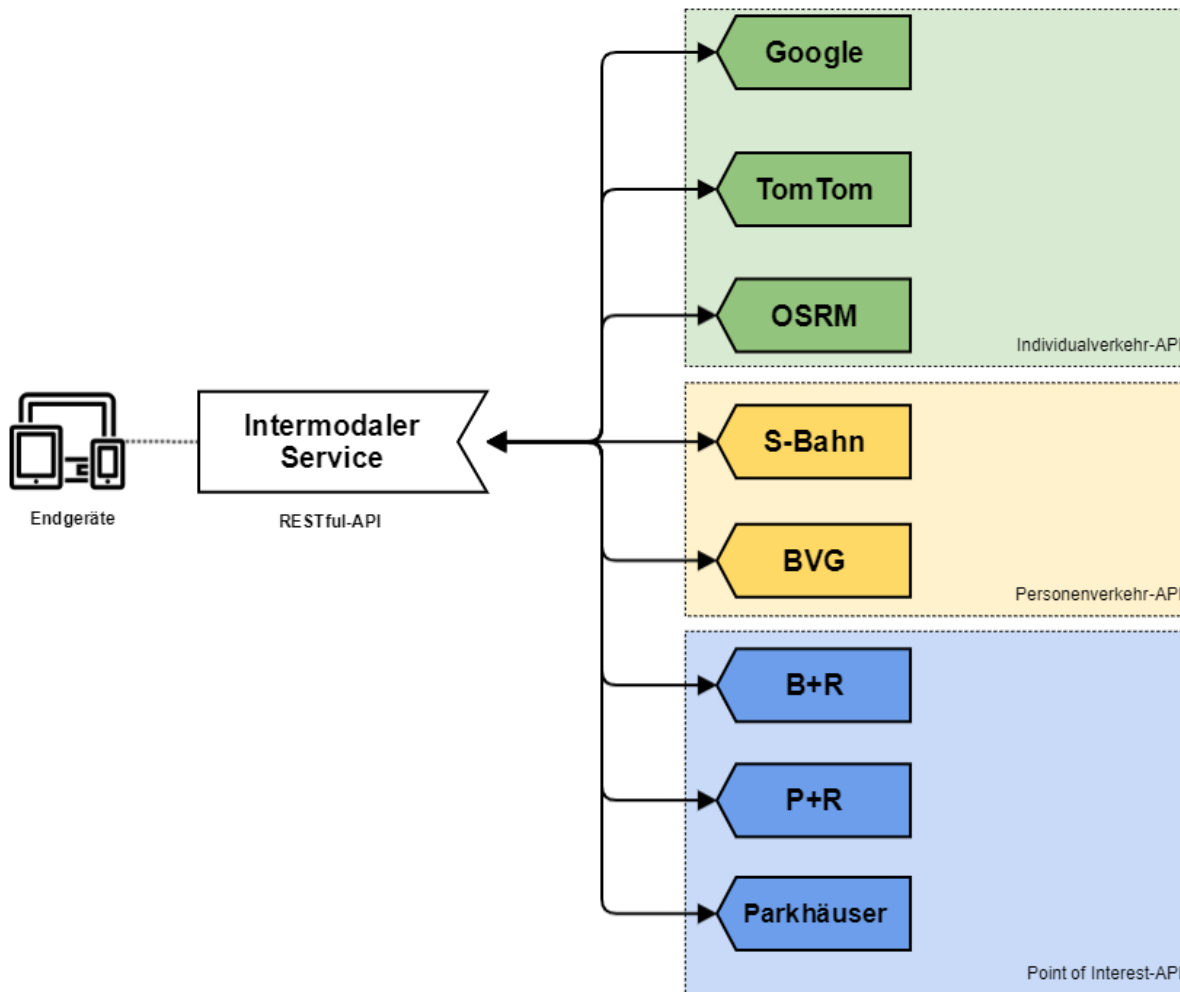 Google
TomTom
OSRM
Individualverkehr-API
Intermodaler
Service
Endgeräte
RESTful-API
S-Bahn
BVG
Personenverkehr-API
B+R
P+R
Parkhäuser
Point of Interest-API